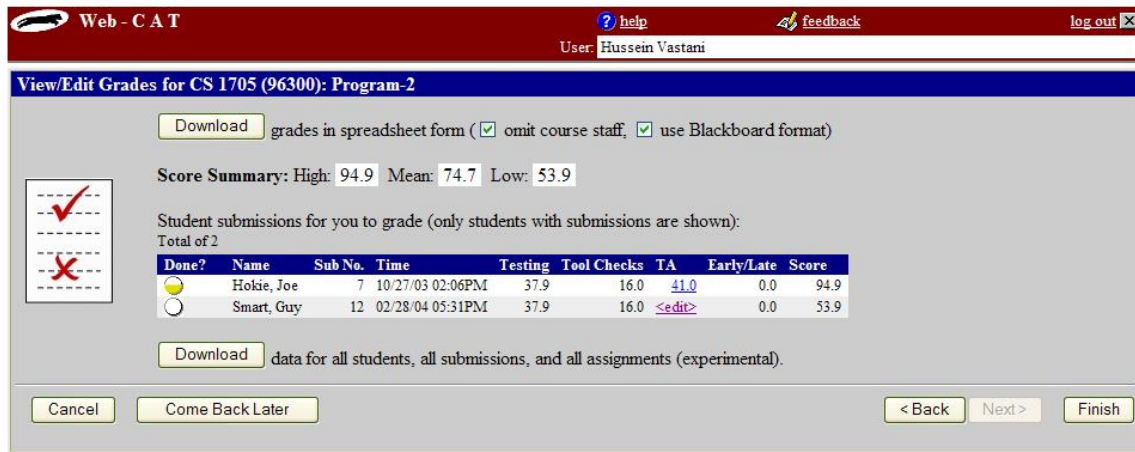 Web-CAT ? help feedback log out
User: Hussein Vastani
View/Edit Grades for CS 1705 (96300): Program-2
Download grades in spreadsheet form ( omit course staff, use Blackboard format)
Score Summary: High: 94.9 Mean: 74.7 Low: 53.9
Student submissions for you to grade (only students with submissions are shown):
Total of 2
Done? Name Sub No. Time Testing Tool Checks TA Early/Late Score
Hokie, Joe 7 10/27/03 02:06PM 37.9 16.0 41.0 0.0 94.9
Smart, Guy 12 02/28/04 05:31PM 37.9 16.0 <edit> 0.0 53.9
Download data for all students, all submissions, and all assignments (experimental).
Cancel Come Back Later < Back Next > Finish